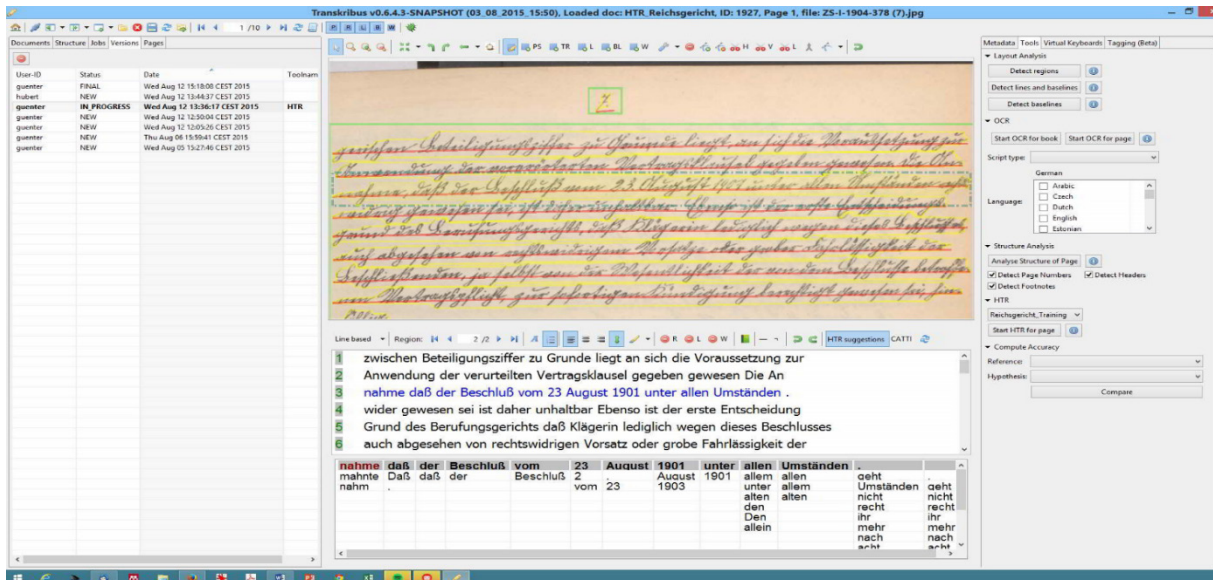 Transkribus v0.6.4.3-SNAPSHOT (03_08_2015_15:50), Loaded doc: HTR_Reichsgericht, ID: 1927, Page 1, file: ZS-I-1904-378 (7).jpg
1 /10
Documents Structure Jobs Versions Pages
User-ID Status Date Toolnam
guenter FINAL Wed Aug 12 15:18:08 CEST 2015
hubert NEW Wed Aug 12 13:44:37 CEST 2015
guenter IN_PROGRESS Wed Aug 12 13:36:17 CEST 2015 HTR
guenter NEW Wed Aug 12 12:50:04 CEST 2015
guenter NEW Wed Aug 12 12:05:26 CEST 2015
guenter NEW Thu Aug 06 15:59:41 CEST 2015
guenter NEW Wed Aug 05 15:27:46 CEST 2015
PS TR L BL W H V L
7.
Line based Region: 2 /2 R L W HTR suggestions CATTI
1 zwischen Beteiligungsziffer zu Grunde liegt an sich die Voraussetzung zur
2 Anwendung der verurteilten Vertragsklausel gegeben gewesen Die An
3 nahme daß der Beschluß vom 23 August 1901 unter allen Umständen .
4 wider gewesen sei ist daher unhaltbar Ebenso ist der erste Entscheidung
5 Grund des Berufungsgerichts daß Klägerin lediglich wegen dieses Beschlusses
6 auch abgesehen von rechtswidrigen Vorsatz oder grobe Fahrlässigkeit der
nahme daß der Beschluß vom 23 August 1901 unter allen Umständen .
mahnte Daß daß der Beschluß 2 . August 1901 allem allen geht .
nahm . vom 23 1903 unter allem Umständen geht
alten alten nicht nicht
den recht recht
Den ihr ihr
allein mehr mehr
nach nach
acht acht
Metadata Tools Virtual Keyboards Tagging (Beta)
Layout Analysis
Detect regions
Detect lines and baselines
Detect baselines
OCR
Start OCR for book Start OCR for page
Script type:
German
Language:
Arabic
Czech
Dutch
English
Estonian
Structure Analysis
Analyse Structure of Page
Detect Page Numbers Detect Headers
Detect Footnotes
HTR
Reichsgericht_Training
Start HTR for page
Compute Accuracy
Reference:
Hypothesis:
Compare